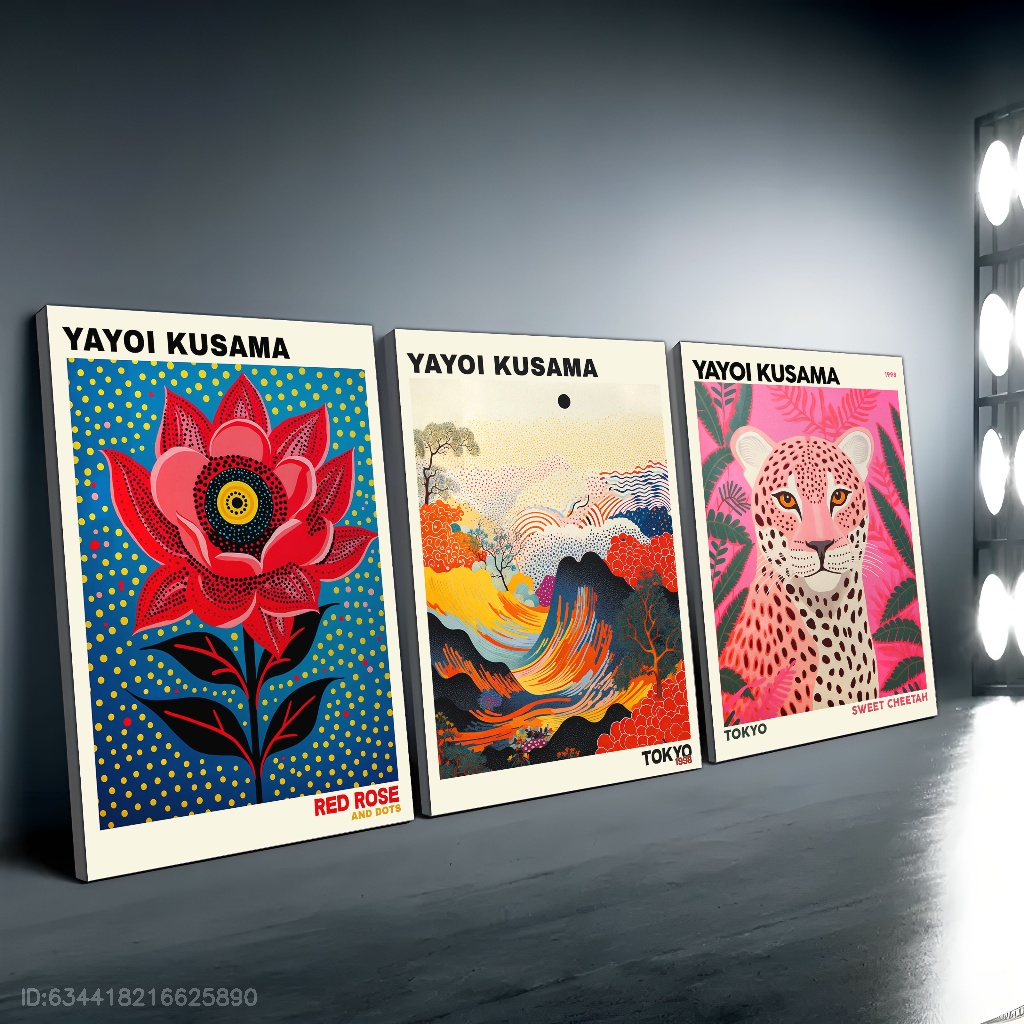 YAYOI KUSAMA
RED ROSE
AND DOTS
YAYOI KUSAMA
TOKYO
1998
YAYOI KUSAMA
1998
TOKYO
SWEET CHEETAH
ID:634418216625890